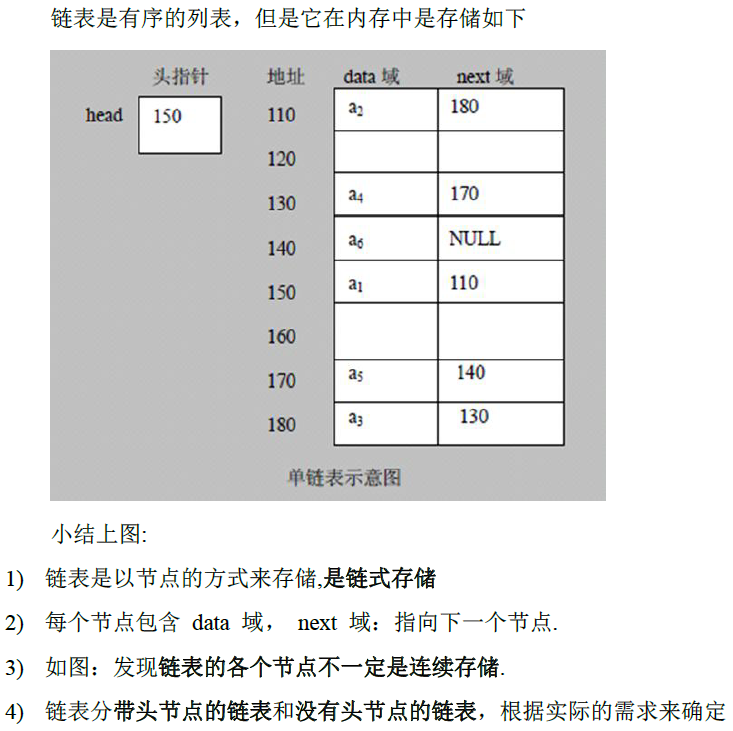 链表是有序的列表，但是它在内存中是存储如下
头指针 地址 data 域 next 域
head 150 110 a₂ 180
120
130 a₄ 170
140 a₆ NULL
150 a₁ 110
160
170 a₅ 140
180 a₃ 130
单链表示意图
小结上图:
1) 链表是以节点的方式来存储,是链式存储
2) 每个节点包含 data 域， next 域：指向下一个节点.
3) 如图：发现链表的各个节点不一定是连续存储.
4) 链表分带头节点的链表和没有头节点的链表，根据实际的需求来确定